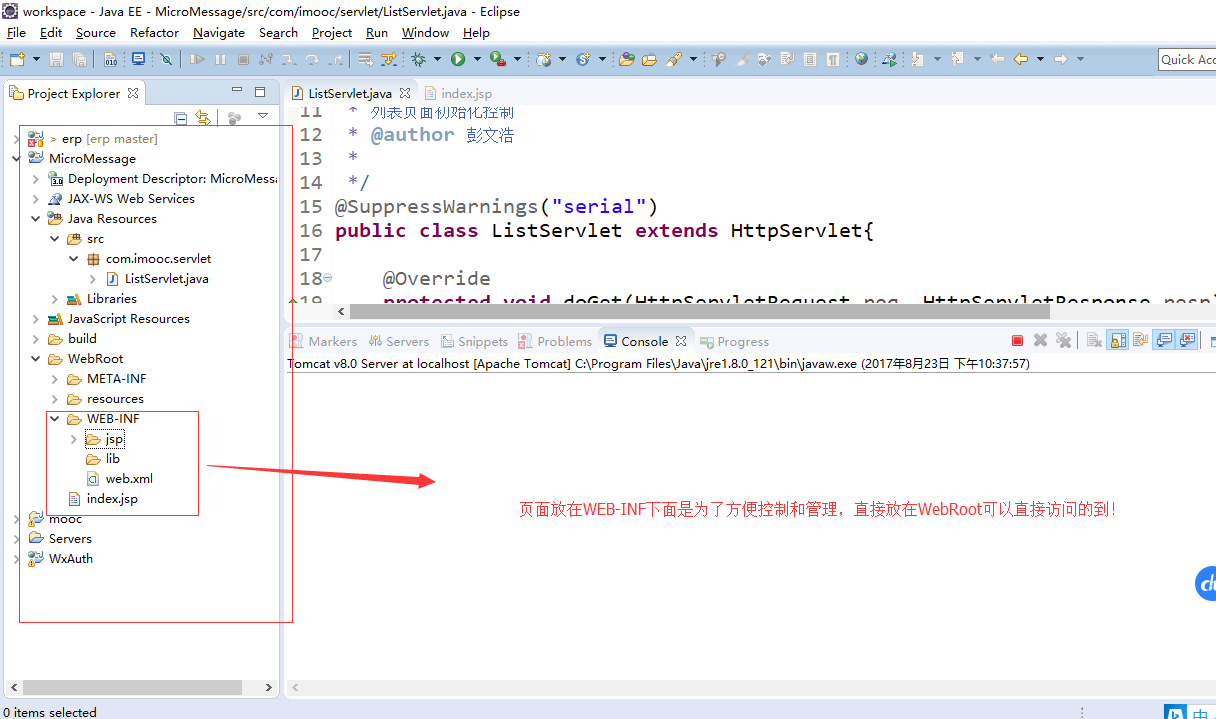 workspace - Java EE - MicroMessage/src/com/imooc/servlet/ListServlet.java - Eclipse
File Edit Source Refactor Navigate Search Project Run Window Help
Quick Acc
Project Explorer
> erp [erp master]
MicroMessage
Deployment Descriptor: MicroMessa
JAX-WS Web Services
Java Resources
src
com.imooc.servlet
ListServlet.java
Libraries
JavaScript Resources
build
WebRoot
META-INF
resources
WEB-INF
jsp
lib
web.xml
index.jsp
mooc
Servers
WxAuth
ListServlet.java index.jsp
11 * 列表页面初始化控制
12 * @author 彭文浩
13 *
14 */
15 @SuppressWarnings("serial")
16 public class ListServlet extends HttpServlet{
17
18 @Override
19 protected void doGet(HttpServletRequest req, HttpServletResponse resp)
Markers Servers Snippets Problems Console Progress
Tomcat v8.0 Server at localhost [Apache Tomcat] C:\Program Files\Java\jre1.8.0_121\bin\javaw.exe (2017年8月23日 下午10:37:57)
页面放在WEB-INF下面是为了方便控制和管理，直接放在WebRoot可以直接访问的到！
0 items selected
中